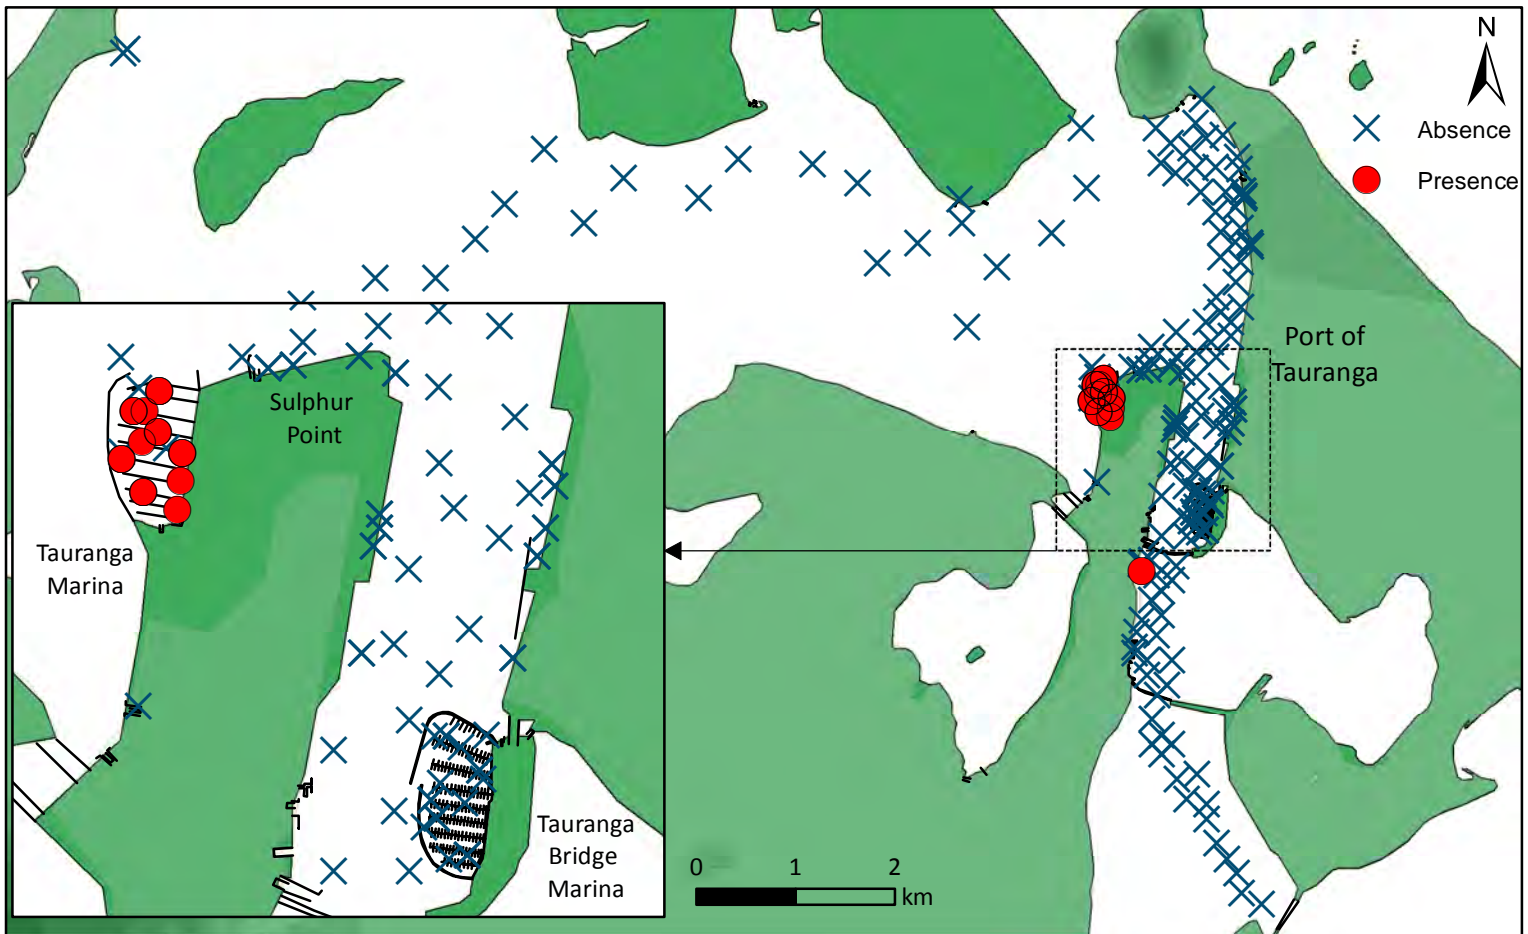 N
Absence
Presence
Port of
Tauranga
Sulphur
Point
Tauranga
Marina
Tauranga
Bridge
Marina
0 1 2
km